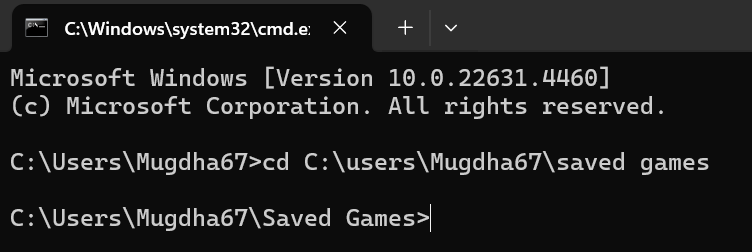 C:\Windows\system32\cmd.e
Microsoft Windows [Version 10.0.22631.4460]
(c) Microsoft Corporation. All rights reserved.
C:\Users\Mugdha67>cd C:\users\Mugdha67\saved games
C:\Users\Mugdha67\Saved Games>